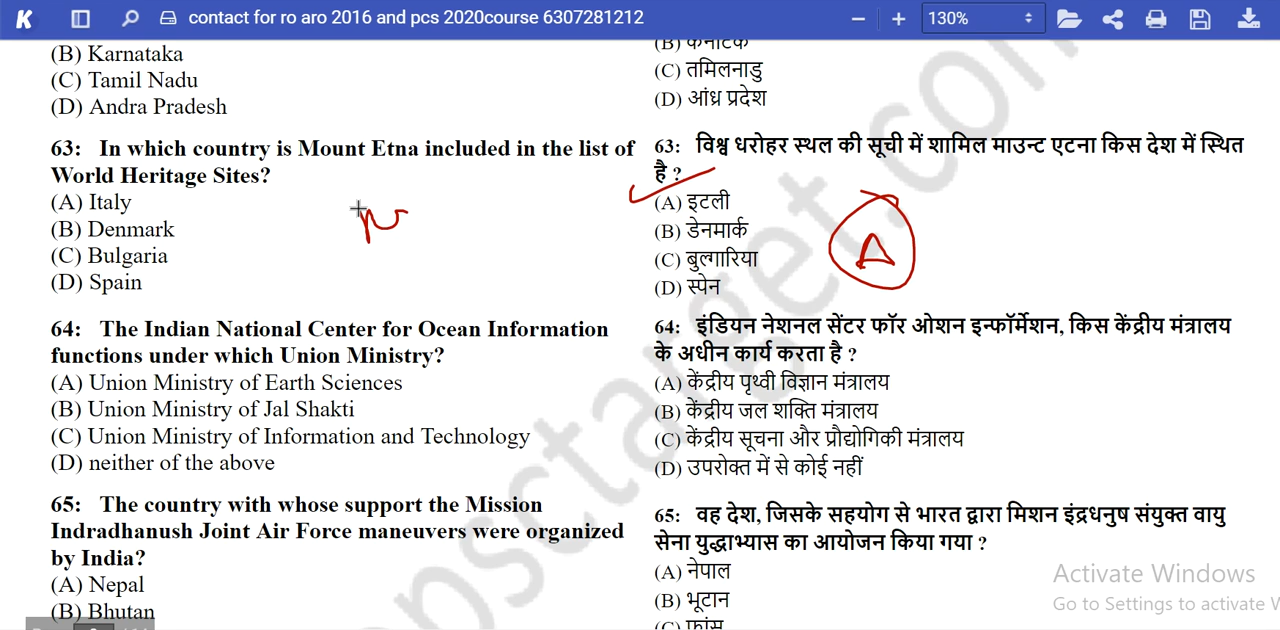 contact for ro aro 2016 and pcs 2020course 6307281212
130%
(B) Karnataka
(C) Tamil Nadu
(D) Andra Pradesh
63: In which country is Mount Etna included in the list of
World Heritage Sites?
(A) Italy
(B) Denmark
(C) Bulgaria
(D) Spain
64: The Indian National Center for Ocean Information
functions under which Union Ministry?
(A) Union Ministry of Earth Sciences
(B) Union Ministry of Jal Shakti
(C) Union Ministry of Information and Technology
(D) neither of the above
65: The country with whose support the Mission
Indradhanush Joint Air Force maneuvers were organized
by India?
(A) Nepal
(B) Bhutan
(B) कर्नाटक
(C) तमिलनाडु
(D) आंध्र प्रदेश
63: विश्व धरोहर स्थल की सूची में शामिल माउन्ट एटना किस देश में स्थित
है ?
(A) इटली
(B) डेनमार्क
(C) बुल्गारिया
(D) स्पेन
A
64: इंडियन नेशनल सेंटर फॉर ओशन इन्फॉर्मेशन, किस केंद्रीय मंत्रालय
के अधीन कार्य करता है ?
(A) केंद्रीय पृथ्वी विज्ञान मंत्रालय
(B) केंद्रीय जल शक्ति मंत्रालय
(C) केंद्रीय सूचना और प्रौद्योगिकी मंत्रालय
(D) उपरोक्त में से कोई नहीं
65: वह देश, जिसके सहयोग से भारत द्वारा मिशन इंद्रधनुष संयुक्त वायु
सेना युद्धाभ्यास का आयोजन किया गया ?
(A) नेपाल
(B) भूटान
(C) फ्रांस
Activate Windows
Go to Settings to activate W